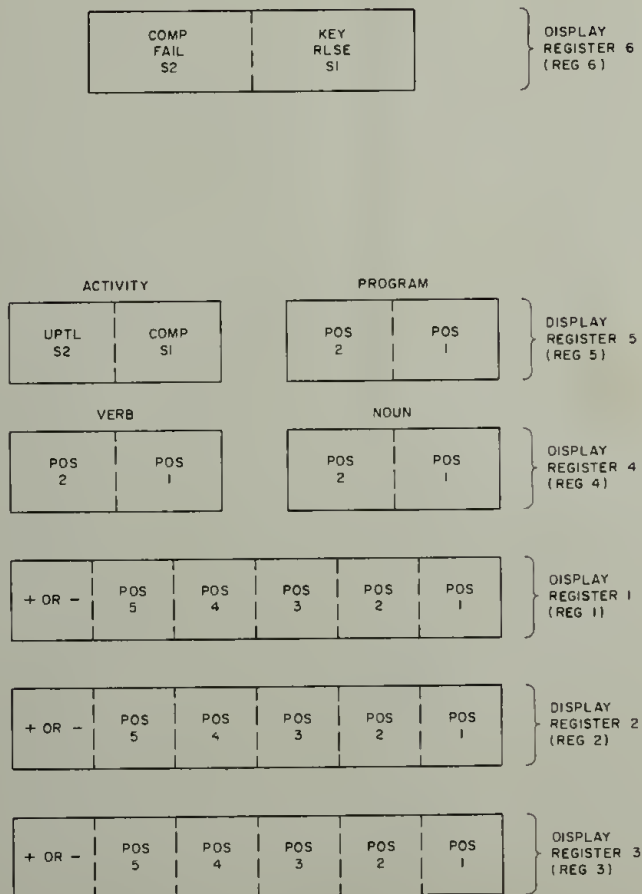 COMP
FAIL
S2
KEY
RLSE
S1
DISPLAY
REGISTER 6
(REG 6)
ACTIVITY
PROGRAM
UPTL
S2
COMP
S1
POS
2
POS
1
DISPLAY
REGISTER 5
(REG 5)
VERB
NOUN
POS
2
POS
1
POS
2
POS
1
DISPLAY
REGISTER 4
(REG 4)
+ OR -
POS
5
POS
4
POS
3
POS
2
POS
1
DISPLAY
REGISTER 1
(REG 1)
+ OR -
POS
5
POS
4
POS
3
POS
2
POS
1
DISPLAY
REGISTER 2
(REG 2)
+ OR -
POS
5
POS
4
POS
3
POS
2
POS
1
DISPLAY
REGISTER 3
(REG 3)